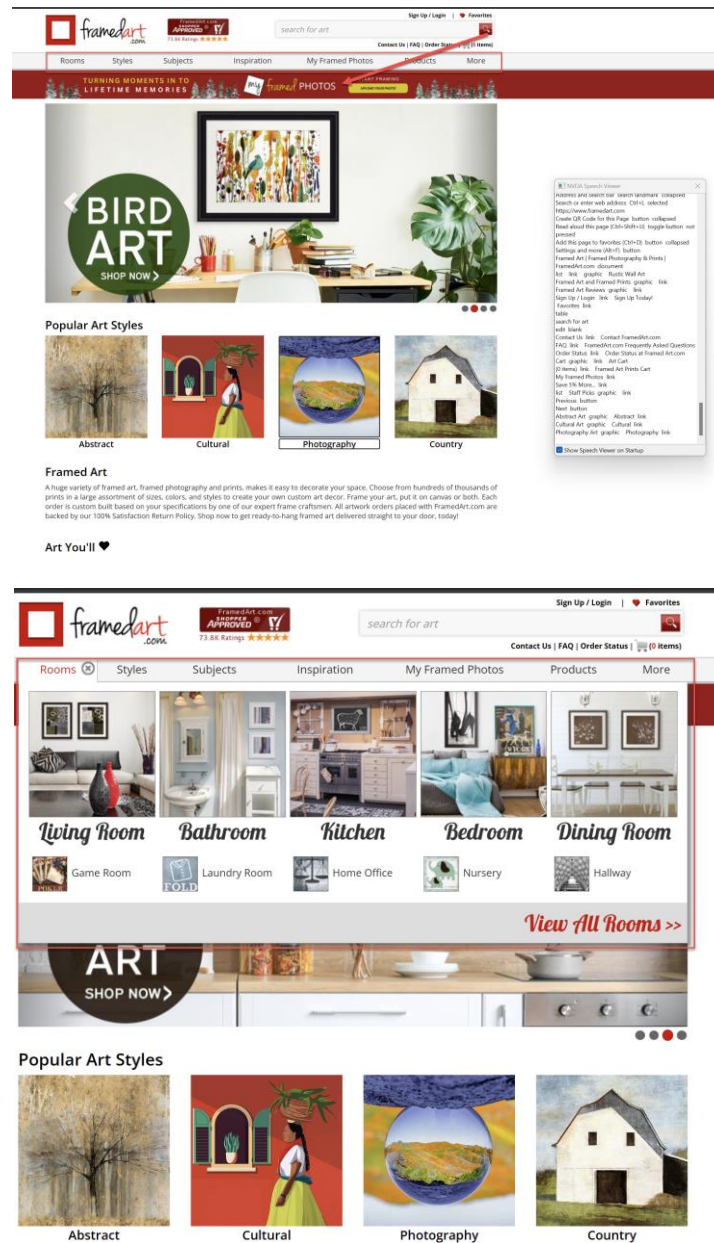 Sign Up / Login | Favorites
framedart
.com
FramedArt.com
SHOPPER
APPROVED
73.8K Ratings
search for art
Contact Us | FAQ | Order Status | (0 items)
Rooms Styles Subjects Inspiration My Framed Photos Products More
TURNING MOMENTS IN TO
LIFETIME MEMORIES
my framed PHOTOS
UPLOAD YOUR PHOTO
BIRD
ART
SHOP NOW >
Popular Art Styles
Abstract Cultural Photography Country
Framed Art
A huge variety of framed art, framed photography and prints, makes it easy to decorate your space. Choose from hundreds of thousands of
prints in a large assortment of sizes, colors, and styles to create your own custom art decor. Frame your art, put it on canvas or both. Each
order is custom built based on your specifications by one of our expert frame craftsmen. All artwork orders placed with FramedArt.com are
backed by our 100% Satisfaction Return Policy. Shop now to get ready-to-hang framed art delivered straight to your door, today!
Art You'll ♥
NVDA Speech Viewer
Address and search bar search landmark collapsed
Search or enter web address Ctrl+L selected
https://www.framedart.com
Create QR Code for this Page button collapsed
Read aloud this page (Ctrl+Shift+U) toggle button not
pressed
Add this page to favorites (Ctrl+D) button collapsed
Settings and more (Alt+F) button
Framed Art | Framed Photography & Prints |
FramedArt.com document
list link graphic Rustic Wall Art
Framed Art and Framed Prints graphic link
Framed Art Reviews graphic link
Sign Up / Login link Sign Up Today!
Favorites link
table
search for art
edit blank
Contact Us link Contact FramedArt.com
FAQ link FramedArt.com Frequently Asked Questions
Order Status link Order Status at Framed Art.com
Cart graphic link Art Cart
(0 items) link Framed Art Prints Cart
My Framed Photos link
Save 5% More... link
list Staff Picks graphic link
Previous button
Next button
Abstract Art graphic Abstract link
Cultural Art graphic Cultural link
Photography Art graphic Photography link
Show Speech Viewer on Startup
Sign Up / Login | Favorites
framedart
.com
FramedArt.com
SHOPPER
APPROVED
73.8K Ratings
search for art
Contact Us | FAQ | Order Status | (0 items)
Rooms Styles Subjects Inspiration My Framed Photos Products More
Living Room Bathroom Kitchen Bedroom Dining Room
POKER Game Room FOLD Laundry Room Home Office Nursery Hallway
View All Rooms >>
ART
SHOP NOW >
Popular Art Styles
Abstract Cultural Photography Country